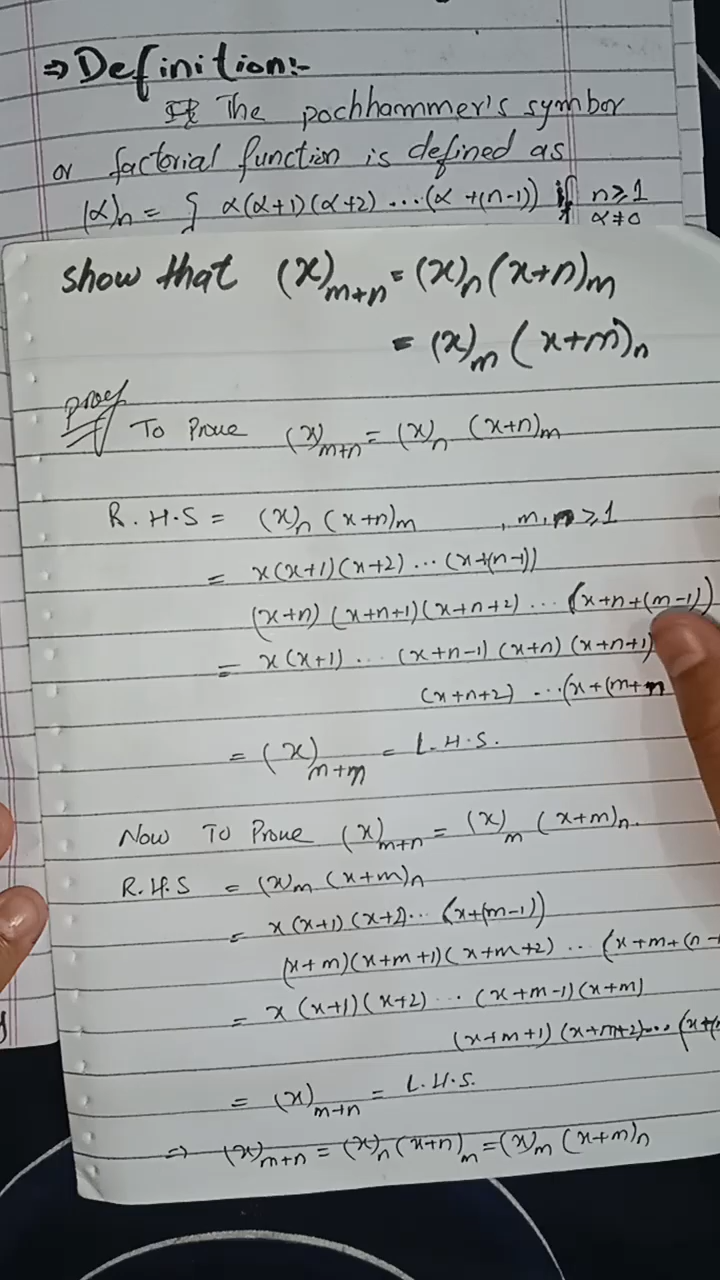 ⇒ Definition:-
The pochhammer's symbol
or factorial function is defined as
(α)n = { α(α+1)(α+2) ...(α+(n-1)) if n≥1
α≠0
show that (x)m+n = (x)n (x+n)m
= (x)m (x+m)n
Proof
To Prove (x)m+n = (x)n (x+n)m
R.H.S = (x)n (x+n)m , m,n ≥1
= x(x+1)(x+2) ... (x+(n-1))
(x+n) (x+n+1)(x+n+2) ... (x+n+(m-1))
= x(x+1) ... (x+n-1) (x+n) (x+n+1)
(x+n+2) ...(x+(m+n
= (x)m+n = L.H.S.
Now To Prove (x)m+n = (x)m (x+m)n.
R.H.S = (x)m (x+m)n
= x(x+1)(x+2)... (x+(m-1))
(x+m)(x+m+1)(x+m+2) ... (x+m+(n-
= x(x+1)(x+2) ... (x+m-1)(x+m)
(x+m+1) (x+m+2)... (x+(
= (x)m+n = L.H.S.
⇒ (x)m+n = (x)n (x+n)m = (x)m (x+m)n